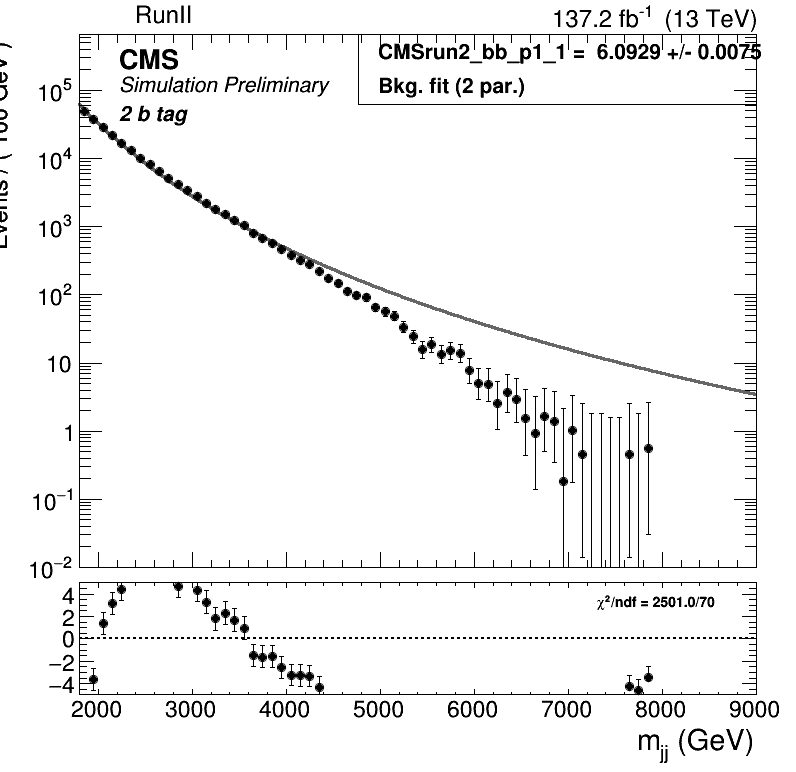 RunII
137.2 fb⁻¹ (13 TeV)
CMS
Simulation Preliminary
2 b tag
CMSrun2_bb_p1_1 = 6.0929 +/- 0.0075
Bkg. fit (2 par.)
Events / ( 100 GeV )
10⁵
10⁴
10³
10²
10
1
10⁻¹
10⁻²
χ²/ndf = 2501.0/70
4
2
0
−2
−4
2000 3000 4000 5000 6000 7000 8000 9000
m_jj (GeV)